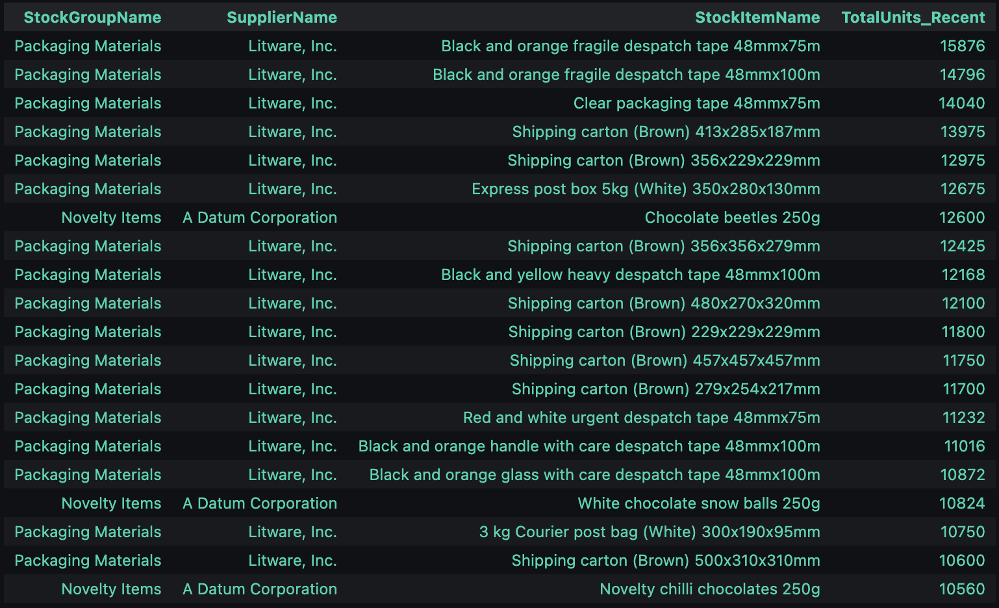 StockGroupName SupplierName StockItemName TotalUnits_Recent
Packaging Materials Litware, Inc. Black and orange fragile despatch tape 48mmx75m 15876
Packaging Materials Litware, Inc. Black and orange fragile despatch tape 48mmx100m 14796
Packaging Materials Litware, Inc. Clear packaging tape 48mmx75m 14040
Packaging Materials Litware, Inc. Shipping carton (Brown) 413x285x187mm 13975
Packaging Materials Litware, Inc. Shipping carton (Brown) 356x229x229mm 12975
Packaging Materials Litware, Inc. Express post box 5kg (White) 350x280x130mm 12675
Novelty Items A Datum Corporation Chocolate beetles 250g 12600
Packaging Materials Litware, Inc. Shipping carton (Brown) 356x356x279mm 12425
Packaging Materials Litware, Inc. Black and yellow heavy despatch tape 48mmx100m 12168
Packaging Materials Litware, Inc. Shipping carton (Brown) 480x270x320mm 12100
Packaging Materials Litware, Inc. Shipping carton (Brown) 229x229x229mm 11800
Packaging Materials Litware, Inc. Shipping carton (Brown) 457x457x457mm 11750
Packaging Materials Litware, Inc. Shipping carton (Brown) 279x254x217mm 11700
Packaging Materials Litware, Inc. Red and white urgent despatch tape 48mmx75m 11232
Packaging Materials Litware, Inc. Black and orange handle with care despatch tape 48mmx100m 11016
Packaging Materials Litware, Inc. Black and orange glass with care despatch tape 48mmx100m 10872
Novelty Items A Datum Corporation White chocolate snow balls 250g 10824
Packaging Materials Litware, Inc. 3 kg Courier post bag (White) 300x190x95mm 10750
Packaging Materials Litware, Inc. Shipping carton (Brown) 500x310x310mm 10600
Novelty Items A Datum Corporation Novelty chilli chocolates 250g 10560